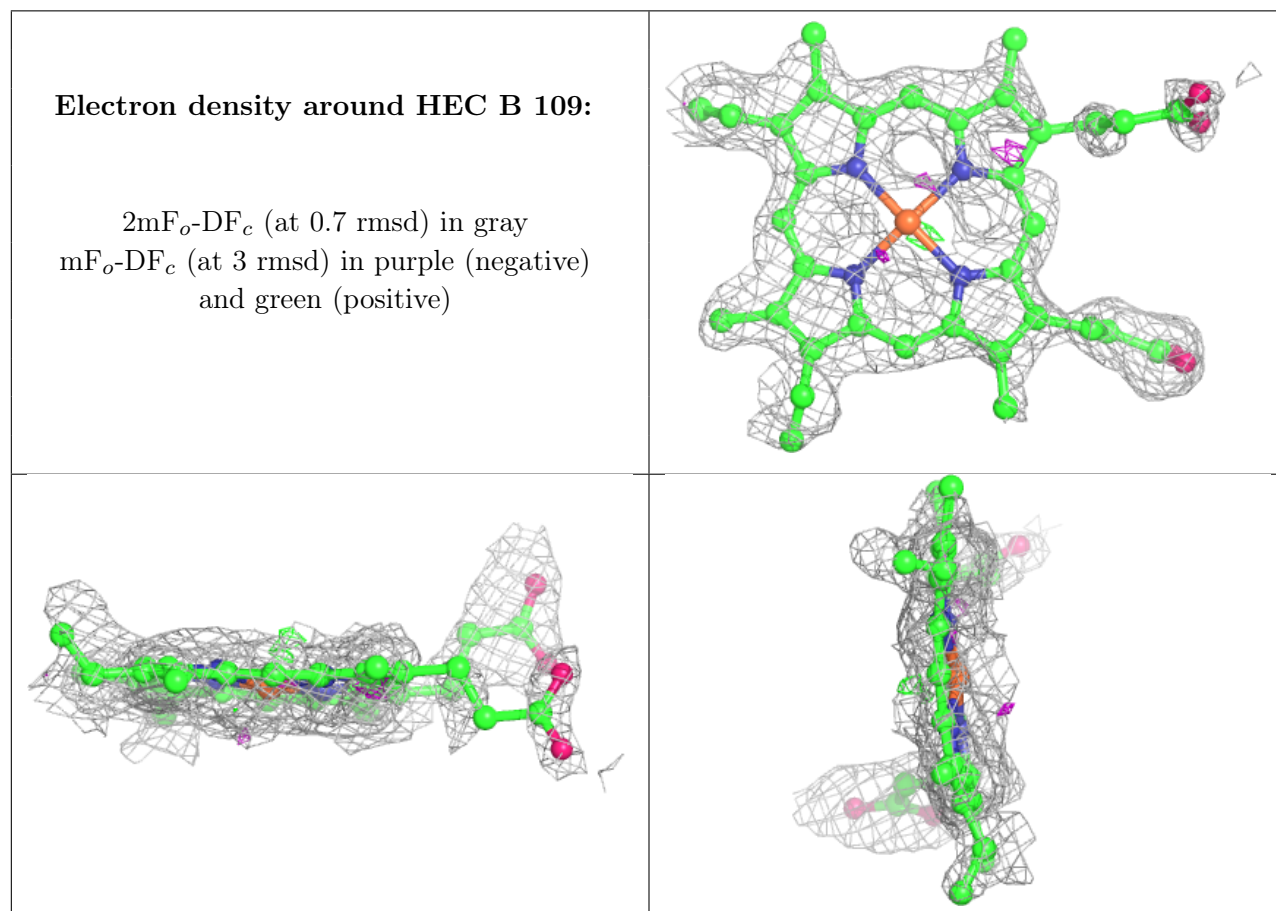 Electron density around HEC B 109:
2mFo-DFc (at 0.7 rmsd) in gray
mFo-DFc (at 3 rmsd) in purple (negative)
and green (positive)